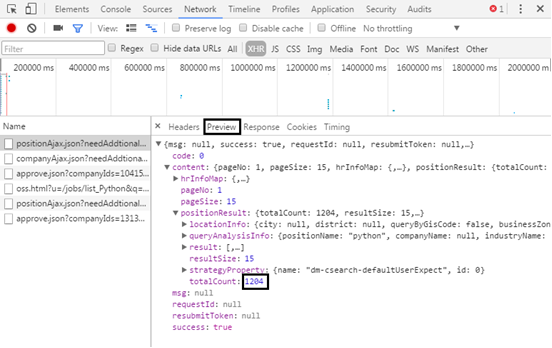 Elements Console Sources Network Timeline Profiles Application Security Audits 1
View: Preserve log Disable cache Offline No throttling
Filter Regex Hide data URLs All XHR JS CSS Img Media Font Doc WS Manifest Other
200000 ms 400000 ms 600000 ms 800000 ms 1000000 ms 1200000 ms 1400000 ms 1600000 ms 1800000 ms 2000000 ms
Name Headers Preview Response Cookies Timing
positionAjax.json?needAddtional...
companyAjax.json?needAddtiona...
approve.json?companyIds=10415...
oss.html?u=/jobs/list_Python&q=...
positionAjax.json?needAddtional...
approve.json?companyIds=1313...
{msg: null, success: true, requestId: null, resubmitToken: null,…}
code: 0
content: {pageNo: 1, pageSize: 15, hrInfoMap: {,…}, positionResult: {totalCount:
hrInfoMap: {,…}
pageNo: 1
pageSize: 15
positionResult: {totalCount: 1204, resultSize: 15,…}
locationInfo: {city: null, district: null, queryByGisCode: false, businessZon
queryAnalysisInfo: {positionName: "python", companyName: null, industryName:
result: [,…]
resultSize: 15
strategyProperty: {name: "dm-csearch-defaultUserExpect", id: 0}
totalCount: 1204
msg: null
requestId: null
resubmitToken: null
success: true